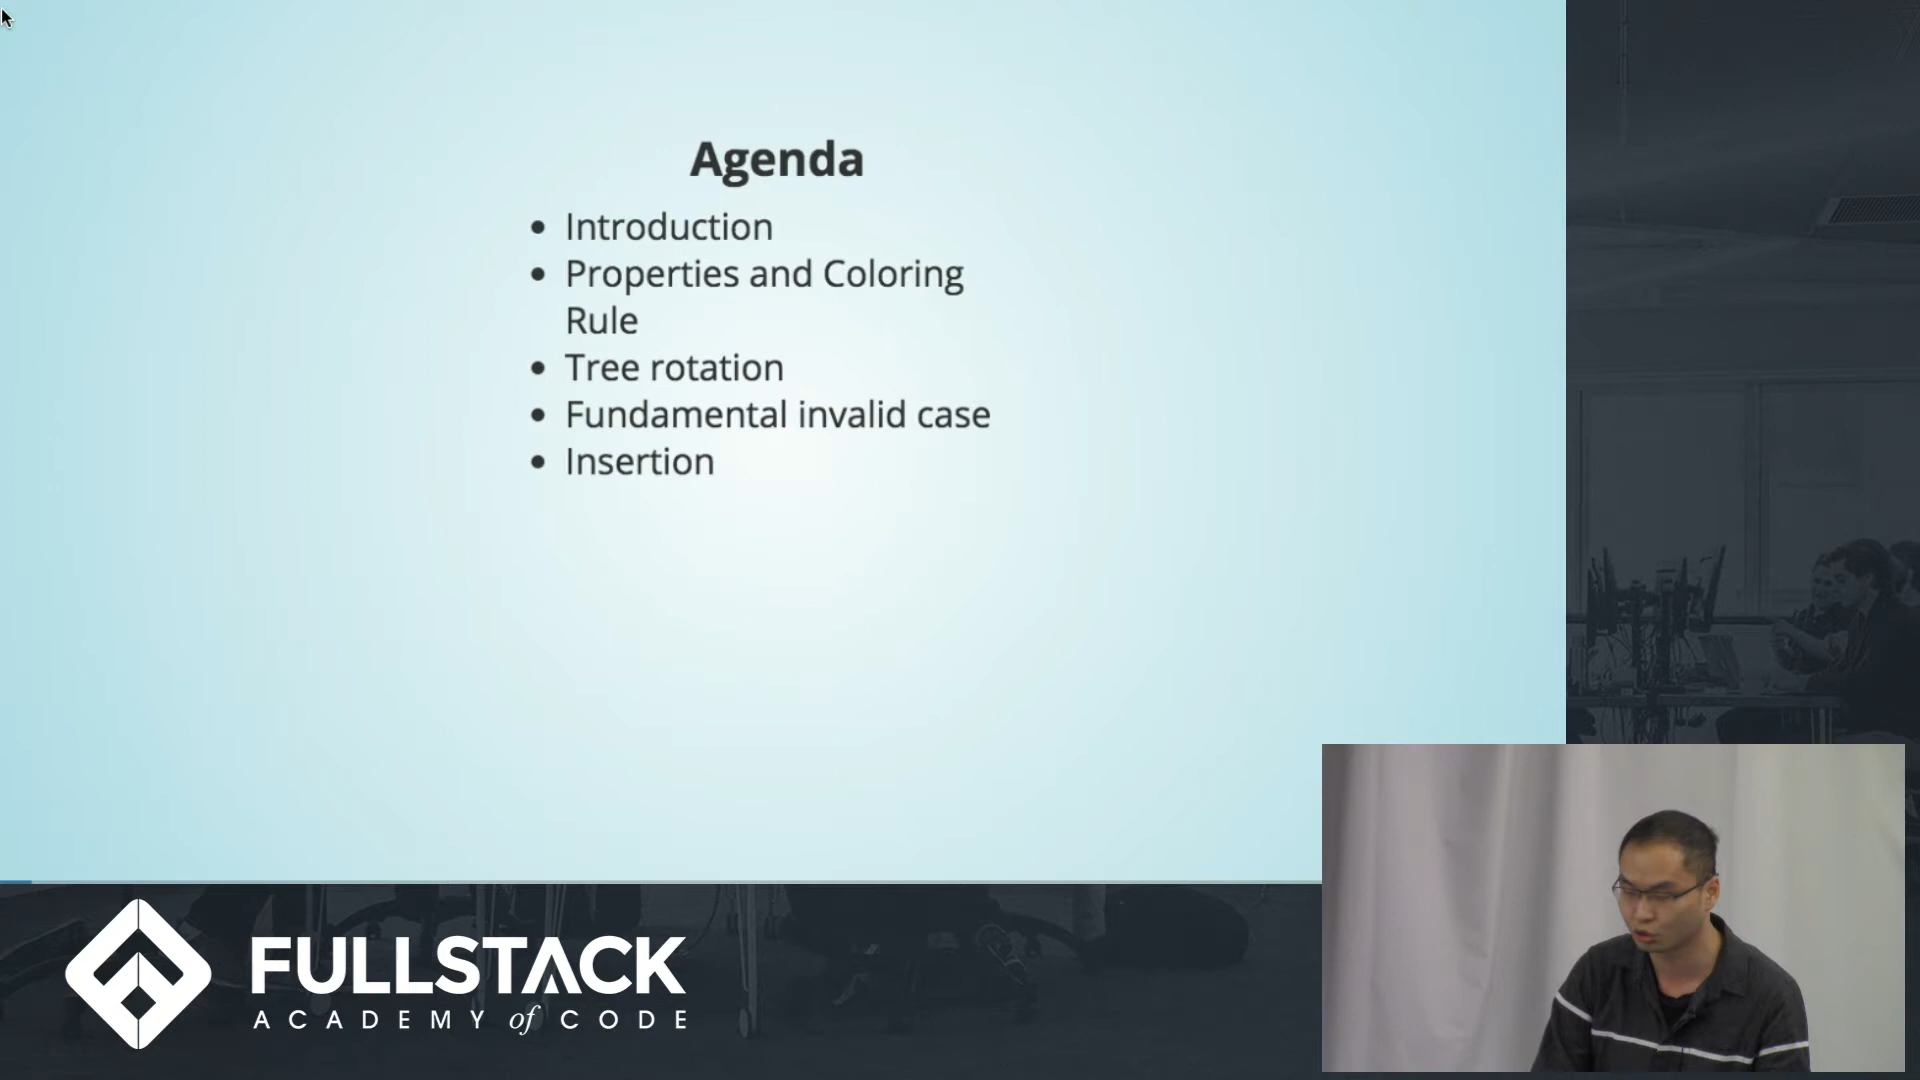 Agenda
• Introduction
• Properties and Coloring
Rule
• Tree rotation
• Fundamental invalid case
• Insertion
FULLSTACK
ACADEMY of CODE